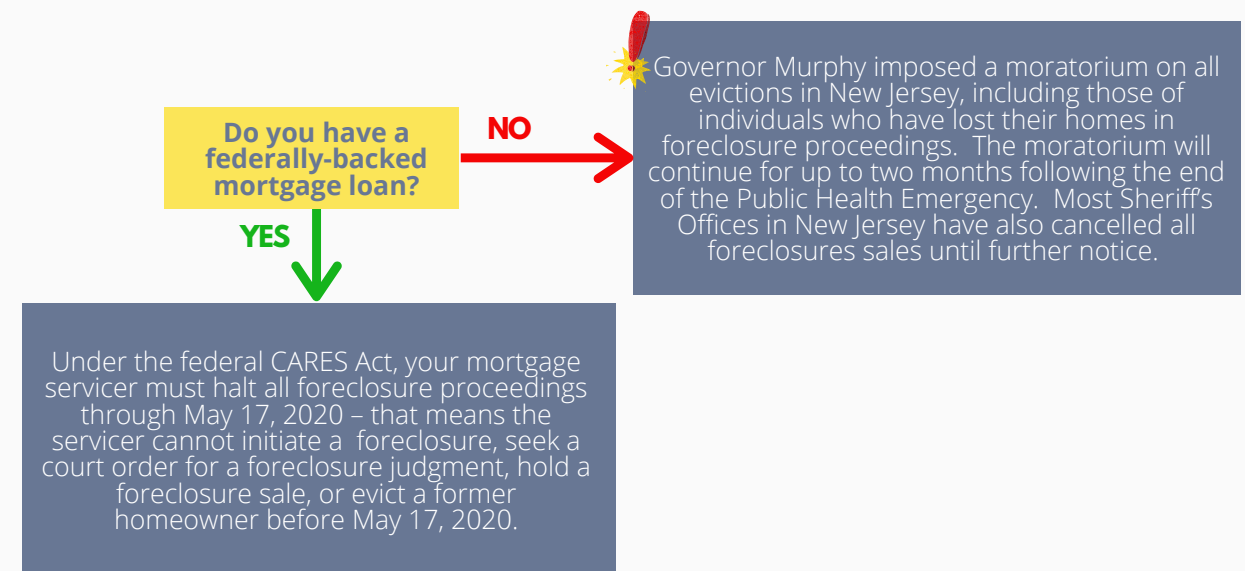 Do you have a
federally-backed
mortgage loan?
NO
Governor Murphy imposed a moratorium on all
evictions in New Jersey, including those of
individuals who have lost their homes in
foreclosure proceedings.  The moratorium will
continue for up to two months following the end
of the Public Health Emergency.  Most Sheriff's
Offices in New Jersey have also cancelled all
foreclosures sales until further notice.
YES
Under the federal CARES Act, your mortgage
servicer must halt all foreclosure proceedings
through May 17, 2020 – that means the
servicer cannot initiate a  foreclosure, seek a
court order for a foreclosure judgment, hold a
foreclosure sale, or evict a former
homeowner before May 17, 2020.